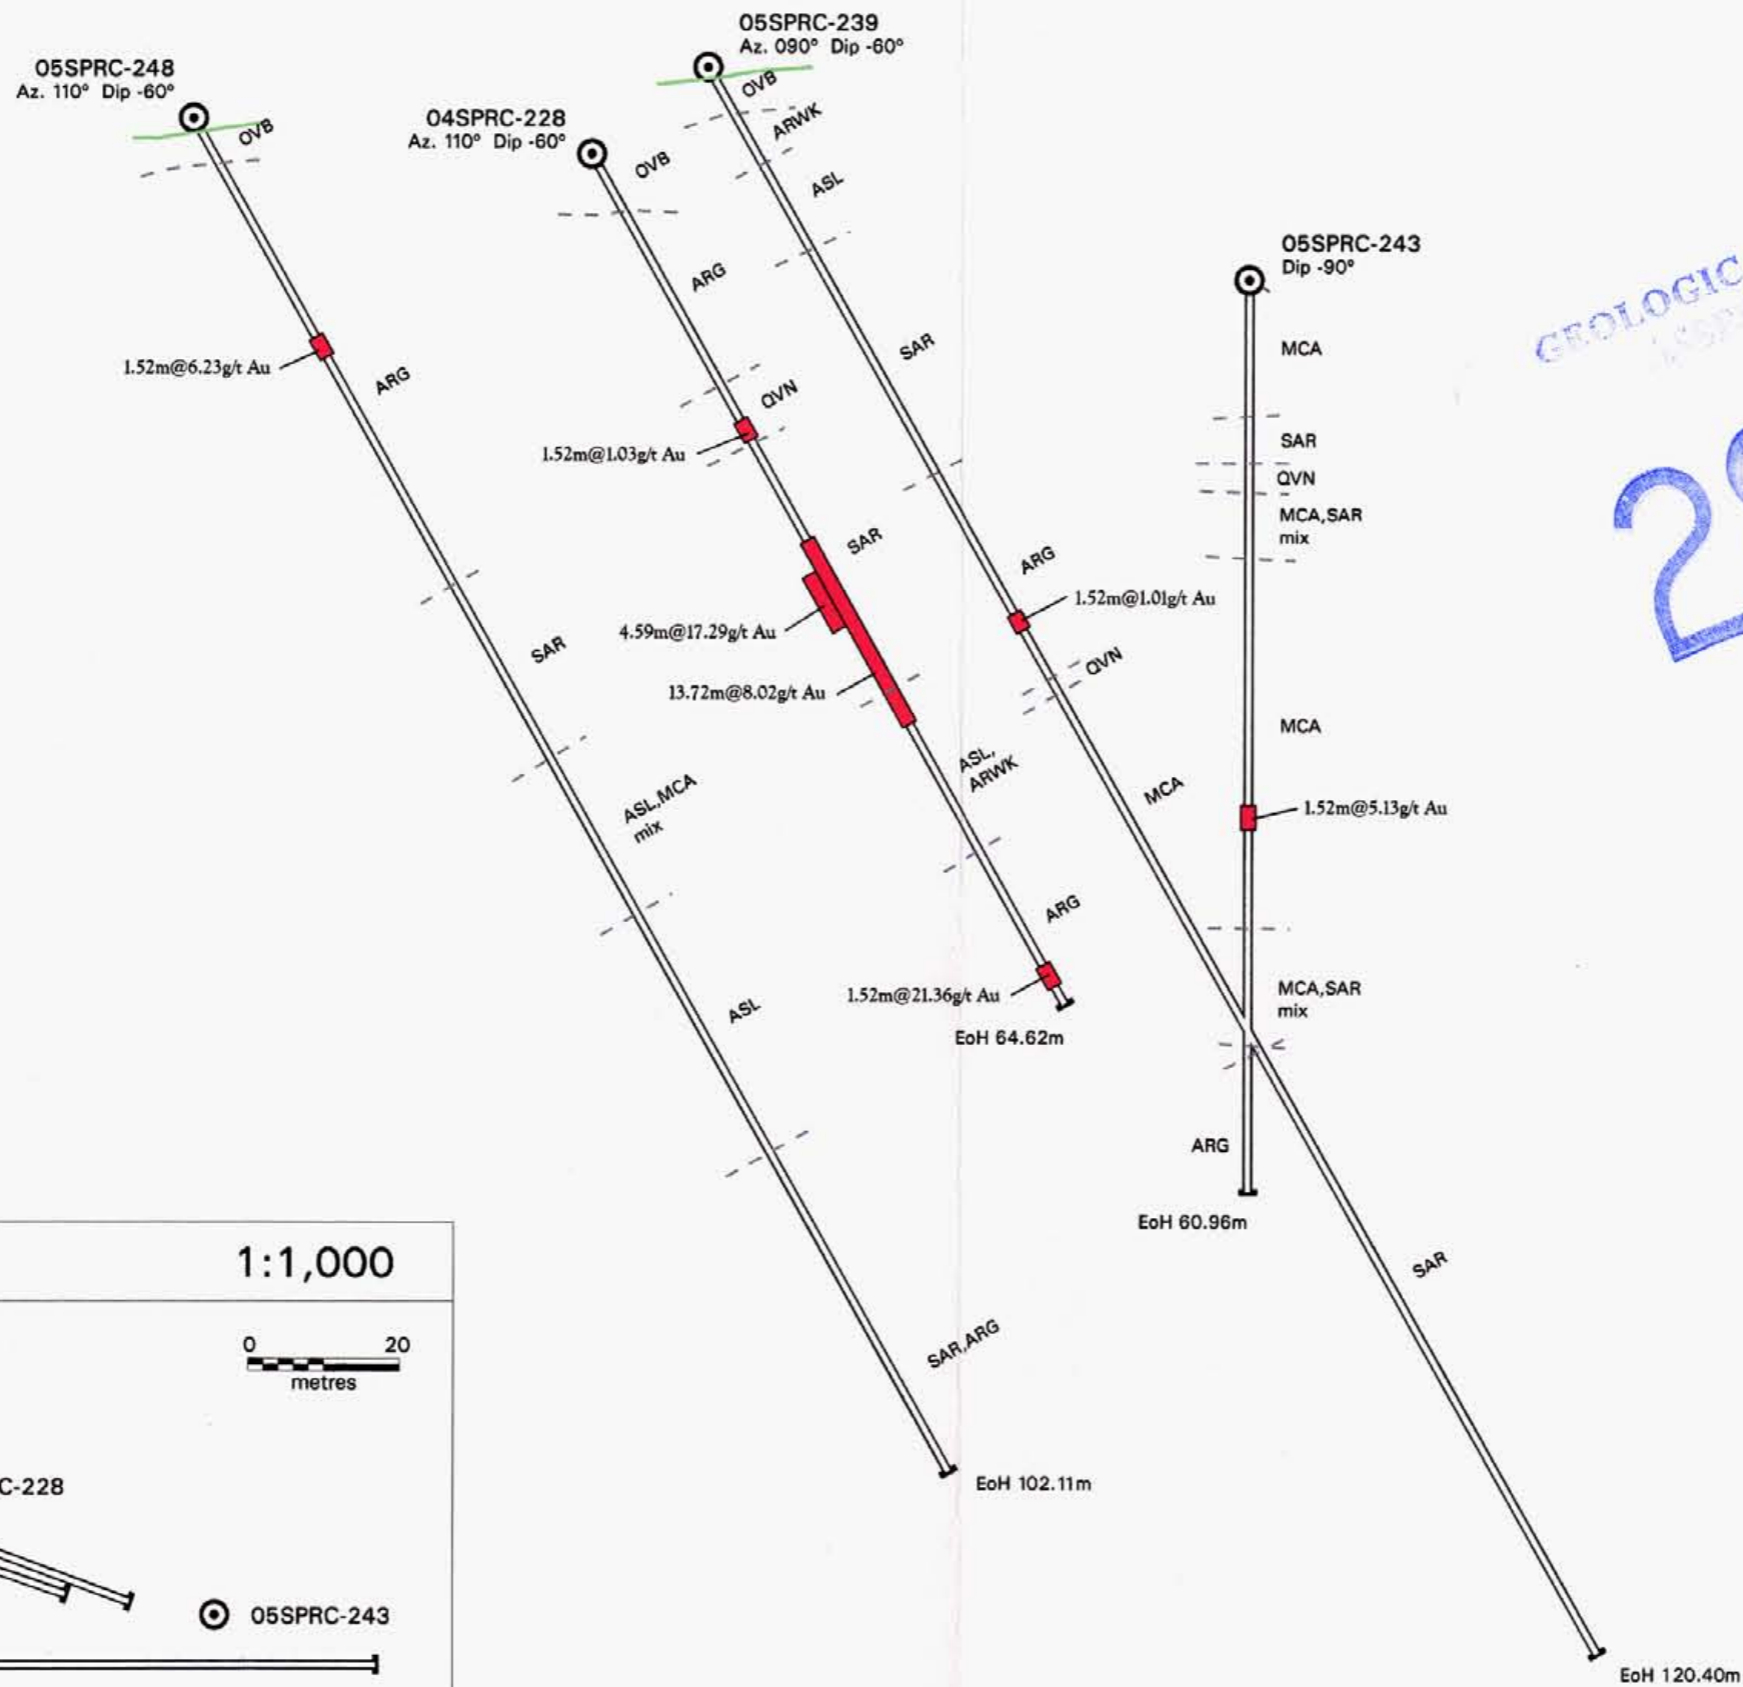 05SPRC-239
Az. 090° Dip -60°
05SPRC-248
Az. 110° Dip -60°
04SPRC-228
Az. 110° Dip -60°
05SPRC-243
Dip -90°
OVB
ARG
SAR
ASL,MCA
mix
ASL
SAR,ARG
1.52m@6.23g/t Au
EoH 102.11m
OVB
ARG
QVN
SAR
ASL,
ARWK
ARG
1.52m@1.03g/t Au
4.59m@17.29g/t Au
13.72m@8.02g/t Au
1.52m@21.36g/t Au
EoH 64.62m
OVB
ARWK
ASL
SAR
ARG
1.52m@1.01g/t Au
QVN
MCA
SAR
EoH 120.40m
MCA
SAR
QVN
MCA,SAR
mix
MCA
1.52m@5.13g/t Au
MCA,SAR
mix
ARG
EoH 60.96m
GEOLOGIC
2
1:1,000
0 20
metres
C-228
05SPRC-243